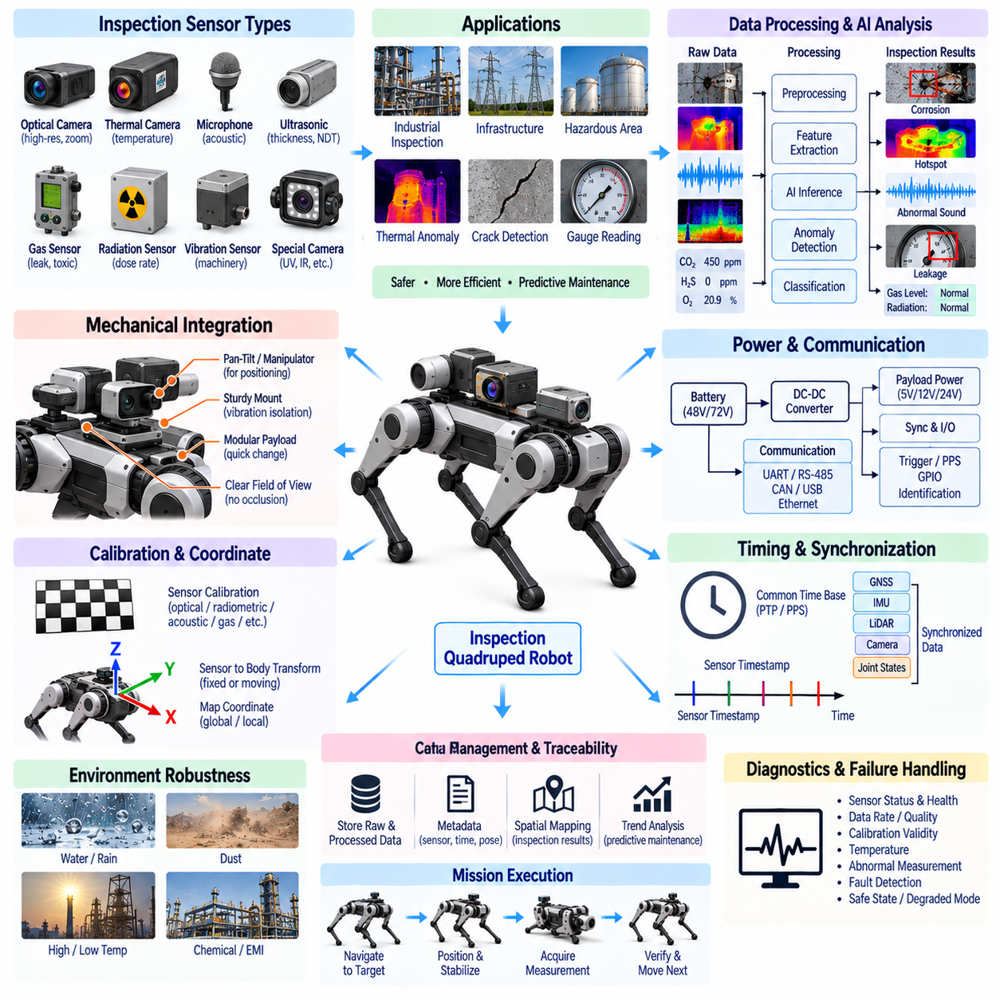 Inspection Sensor Types
Optical Camera
(high-res, zoom)
Thermal Camera
(temperature)
Microphone
(acoustic)
Ultrasonic
(thickness, NDT)
Gas Sensor
(leak, toxic)
Radiation Sensor
(dose rate)
Vibration Sensor
(machinery)
Special Camera
(UV, IR, etc.)
Applications
Industrial
Inspection
Infrastructure
Hazardous Area
Thermal Anomaly
Crack Detection
Gauge Reading
Safer • More Efficient • Predictive Maintenance
Data Processing & AI Analysis
Raw Data
Processing
Inspection Results
Preprocessing
Feature
Extraction
AI Inference
Anomaly
Detection
Classification
Corrosion
Hotspot
Abnormal Sound
Leakage
CO₂ 450 ppm
H₂S 0 ppm
O₂ 20.9 %
Gas Level: Normal
Radiation: Normal
Mechanical Integration
Pan-Tilt / Manipulator
(for positioning)
Sturdy Mount
(vibration isolation)
Modular Payload
(quick change)
Clear Field of View
(no occlusion)
Power & Communication
Battery
(48V/72V)
DC-DC
Converter
Payload Power
(5V/12V/24V)
Sync & I/O
Trigger / PPS
GPIO
Identification
Communication
UART / RS-485
CAN / USB
Ethernet
Calibration & Coordinate
Sensor Calibration
(optical / radiometric /
acoustic / gas / etc.)
Z
Y
X
Sensor to Body Transform
(fixed or moving)
Map Coordinate
(global / local)
Inspection
Quadruped Robot
Timing & Synchronization
Common Time Base
(PTP / PPS)
GNSS
IMU
LiDAR
Camera
Joint States
Synchronized
Data
Sensor Timestamp
Sensor Timestamp
Time
Environment Robustness
Water / Rain
Dust
High / Low Temp
Chemical / EMI
Management & Traceability
Store Raw &
Processed Data
Metadata
(sensor, time, pose)
Spatial Mapping
(inspection results)
Trend Analysis
(predictive maintenance)
Mission Execution
Navigate
to Target
Position &
Stabilize
Acquire
Measurement
Verify &
Move Next
Diagnostics & Failure Handling
• Sensor Status & Health
• Data Rate / Quality
• Calibration Validity
• Temperature
• Abnormal Measurement
• Fault Detection
• Safe State / Degraded Mode